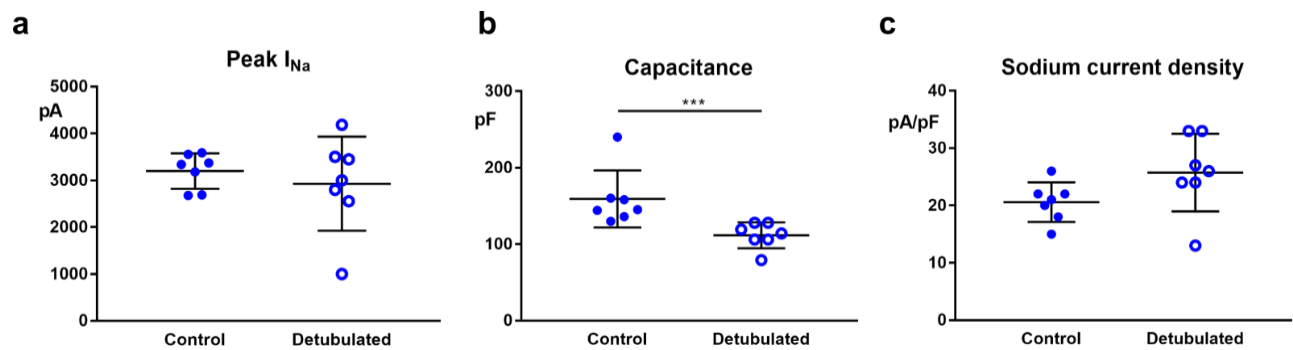 a
Peak INa
pA
5000
4000
3000
2000
1000
0
Control Detubulated
b
Capacitance
pF
300
200
100
0
***
Control Detubulated
c
Sodium current density
pA/pF
40
30
20
10
0
Control Detubulated